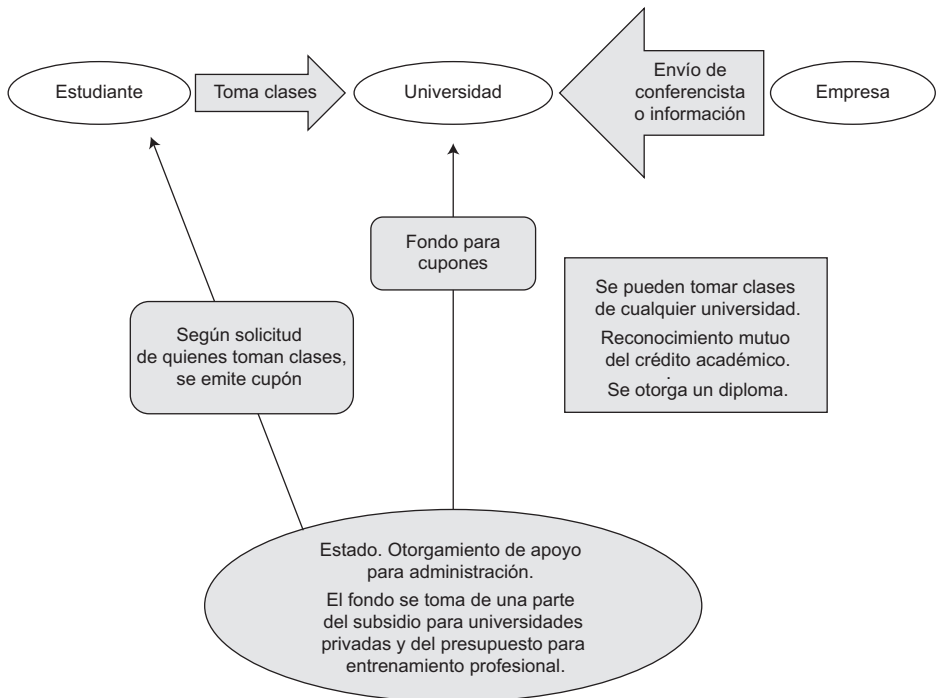 Estudiante
Toma clases
Universidad
Envío de
conferencista
o información
Empresa
Fondo para
cupones
Se pueden tomar clases
de cualquier universidad.
Reconocimiento mutuo
del crédito académico.
.
Se otorga un diploma.
Según solicitud
de quienes toman clases,
se emite cupón
Estado. Otorgamiento de apoyo
para administración.
El fondo se toma de una parte
del subsidio para universidades
privadas y del presupuesto para
entrenamiento profesional.